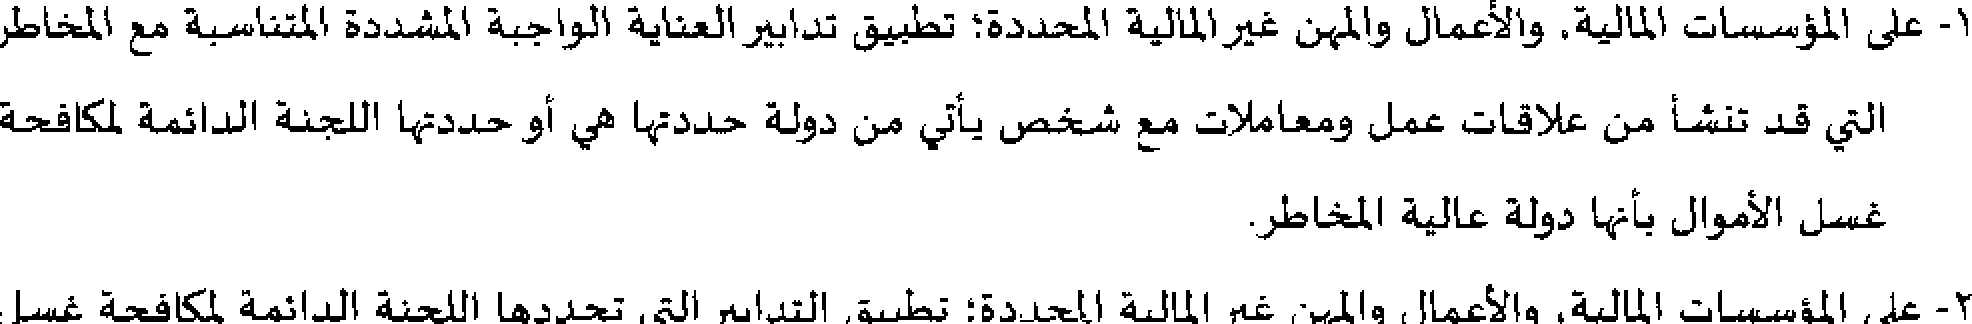 ١- على المؤسسات المالية، والأعمال والمهن غير المالية المحددة؛ تطبيق تدابير العناية الواجبة المشددة المتناسبة مع المخاطر
التي قد تنشأ من علاقات عمل ومعاملات مع شخص يأتي من دولة حددتها هي أو حددتها اللجنة الدائمة لمكافحة
غسل الأموال بأنها دولة عالية المخاطر.
٢- على المؤسسات المالية، والأعمال والمهن غير المالية المحددة؛ تطبيق التدابير التي تحددها اللجنة الدائمة لمكافحة غسل